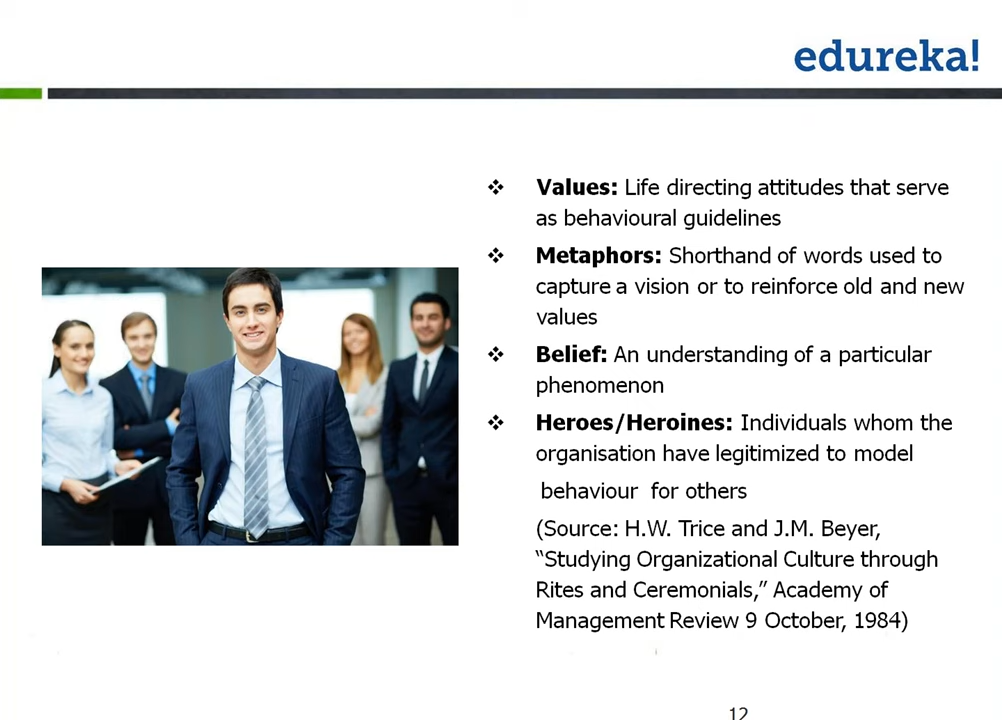 edureka!
❖ Values: Life directing attitudes that serve
as behavioural guidelines
❖ Metaphors: Shorthand of words used to
capture a vision or to reinforce old and new
values
❖ Belief: An understanding of a particular
phenomenon
❖ Heroes/Heroines: Individuals whom the
organisation have legitimized to model
behaviour for others
(Source: H.W. Trice and J.M. Beyer,
“Studying Organizational Culture through
Rites and Ceremonials,” Academy of
Management Review 9 October, 1984)
12